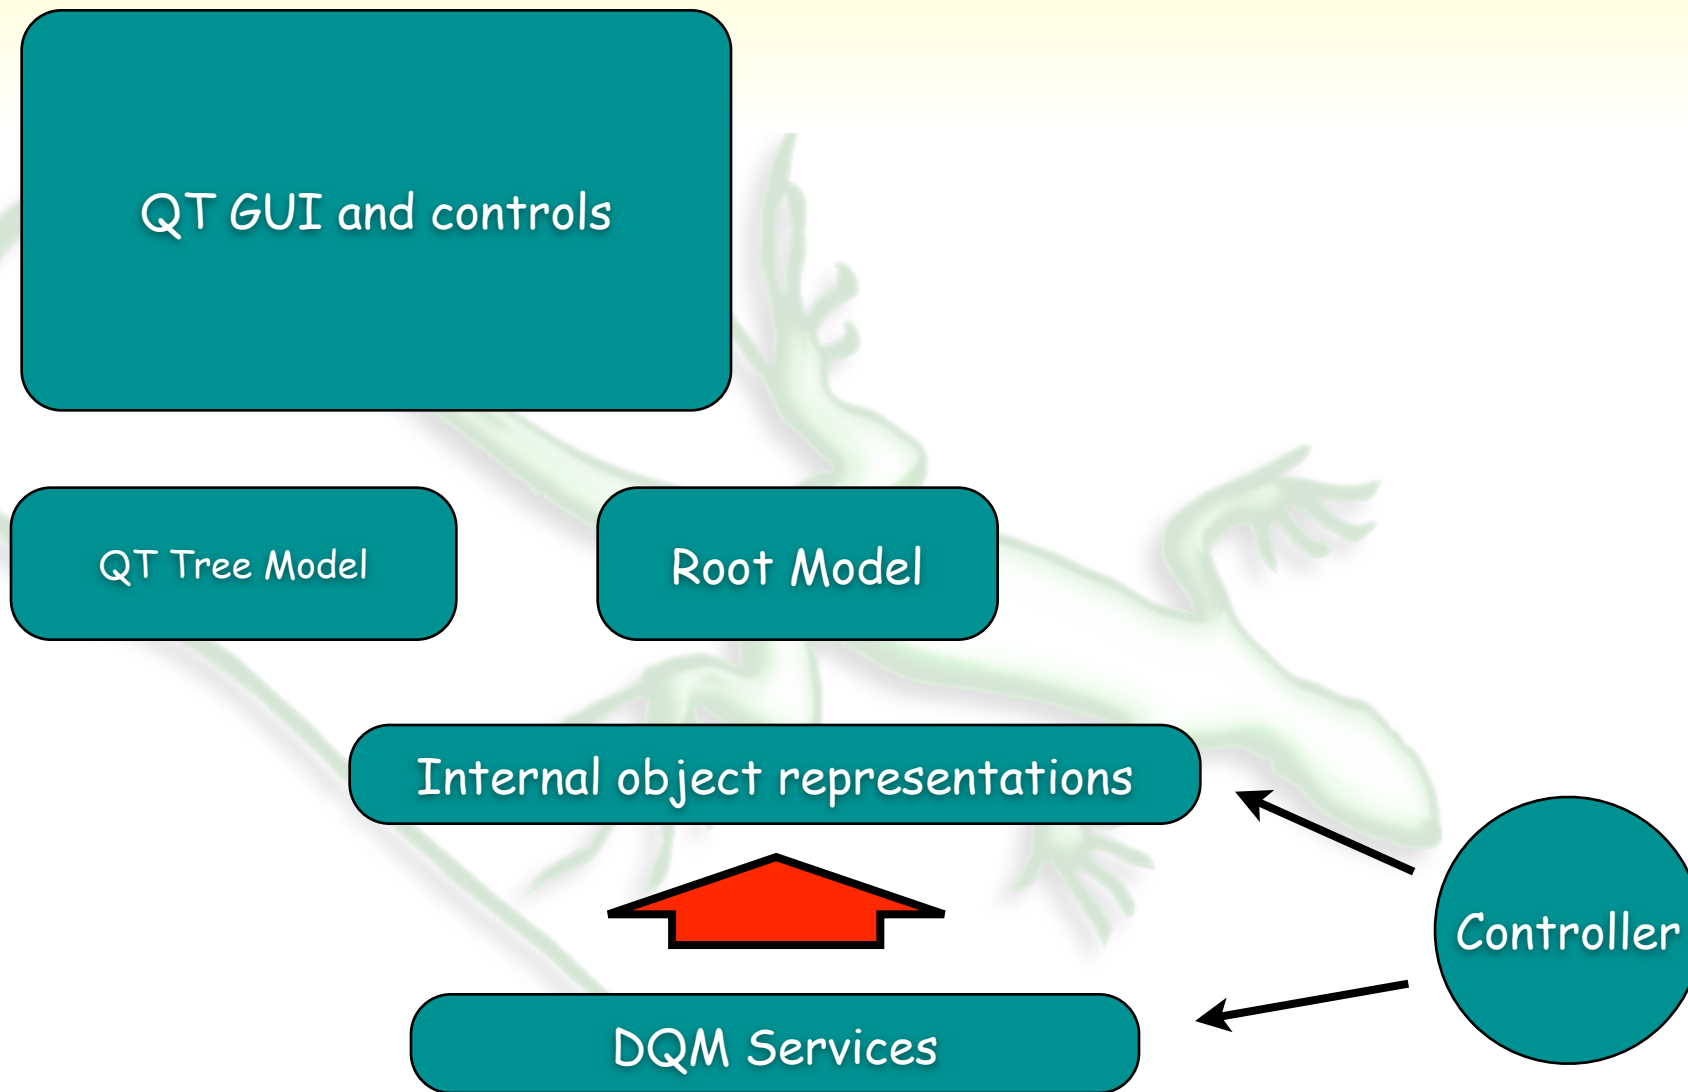 QT GUI and controls
QT Tree Model
Root Model
Internal object representations
Controller
DQM Services